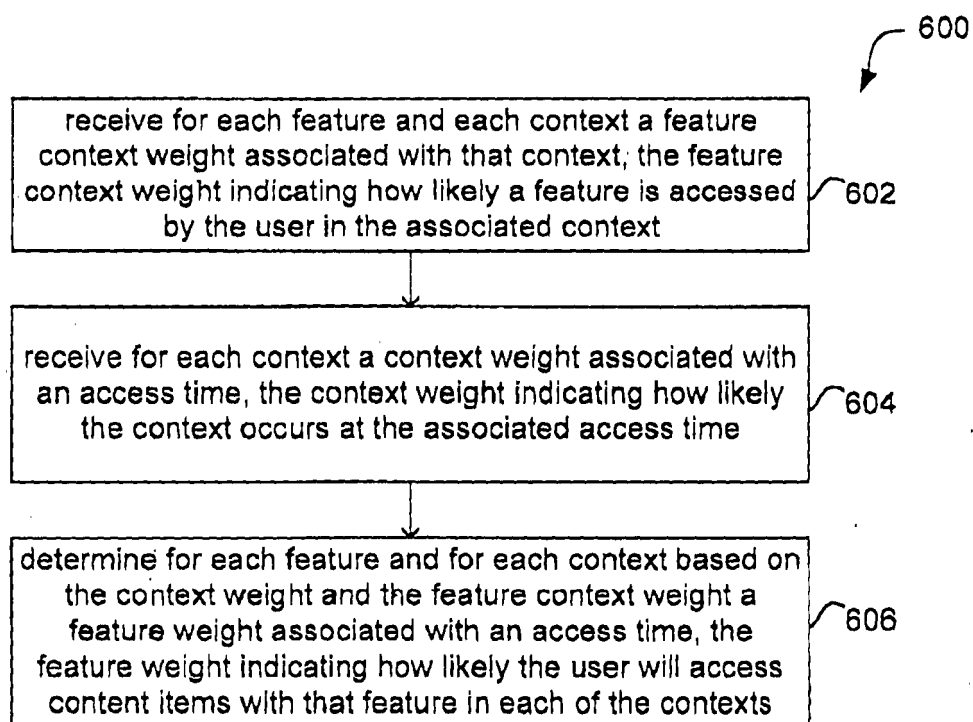 600
receive for each feature and each context a feature
context weight associated with that context, the feature
context weight indicating how likely a feature is accessed
by the user in the associated context
602
receive for each context a context weight associated with
an access time, the context weight indicating how likely
the context occurs at the associated access time
604
determine for each feature and for each context based on
the context weight and the feature context weight a
feature weight associated with an access time, the
feature weight indicating how likely the user will access
content items with that feature in each of the contexts
606